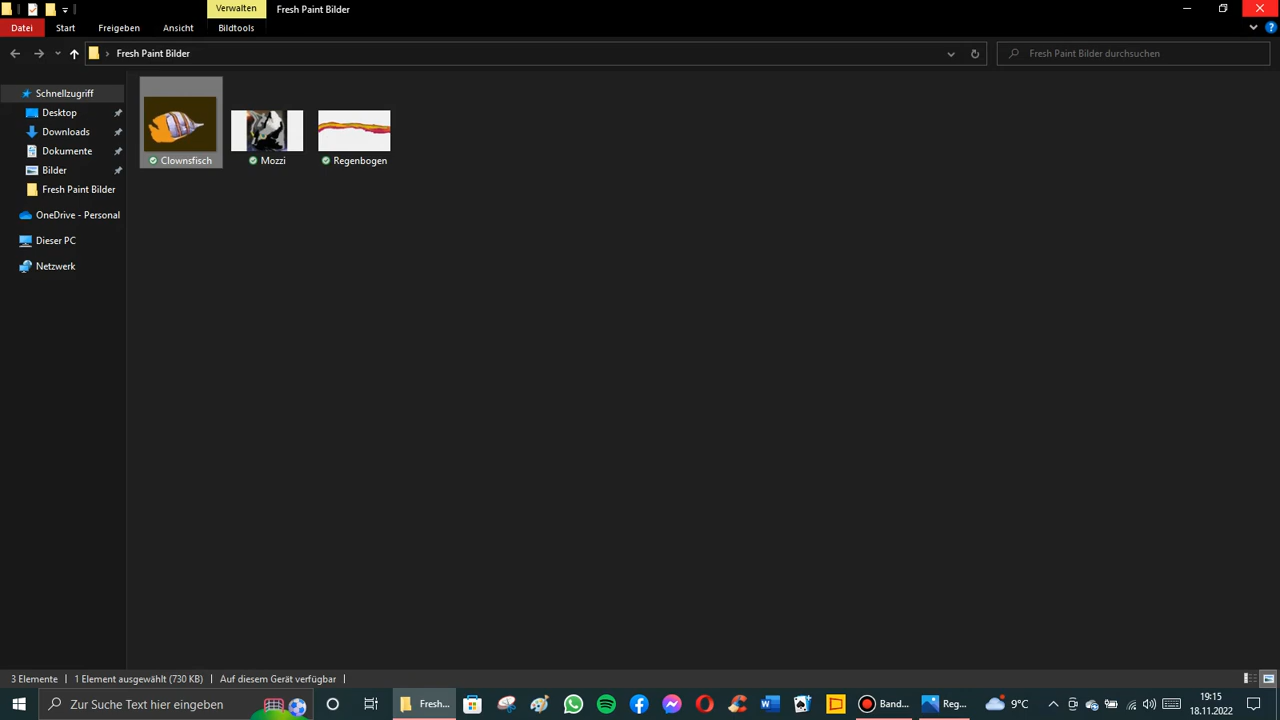 Verwalten
Fresh Paint Bilder
Datei
Start
Freigeben
Ansicht
Bildtools
Fresh Paint Bilder
Fresh Paint Bilder durchsuchen
Schnellzugriff
Desktop
Downloads
Dokumente
Bilder
Fresh Paint Bilder
OneDrive - Personal
Dieser PC
Netzwerk
Clownsfisch
Mozzi
Regenbogen
3 Elemente
1 Element ausgewählt (730 KB)
Auf diesem Gerät verfügbar
Zur Suche Text hier eingeben
Fresh...
Band...
Reg...
9°C
19:15
18.11.2022